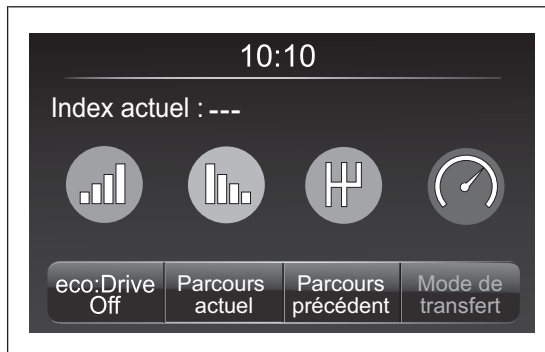 10:10
Index actuel : ---
eco:Drive
Off
Parcours
actuel
Parcours
précédent
Mode de
transfert